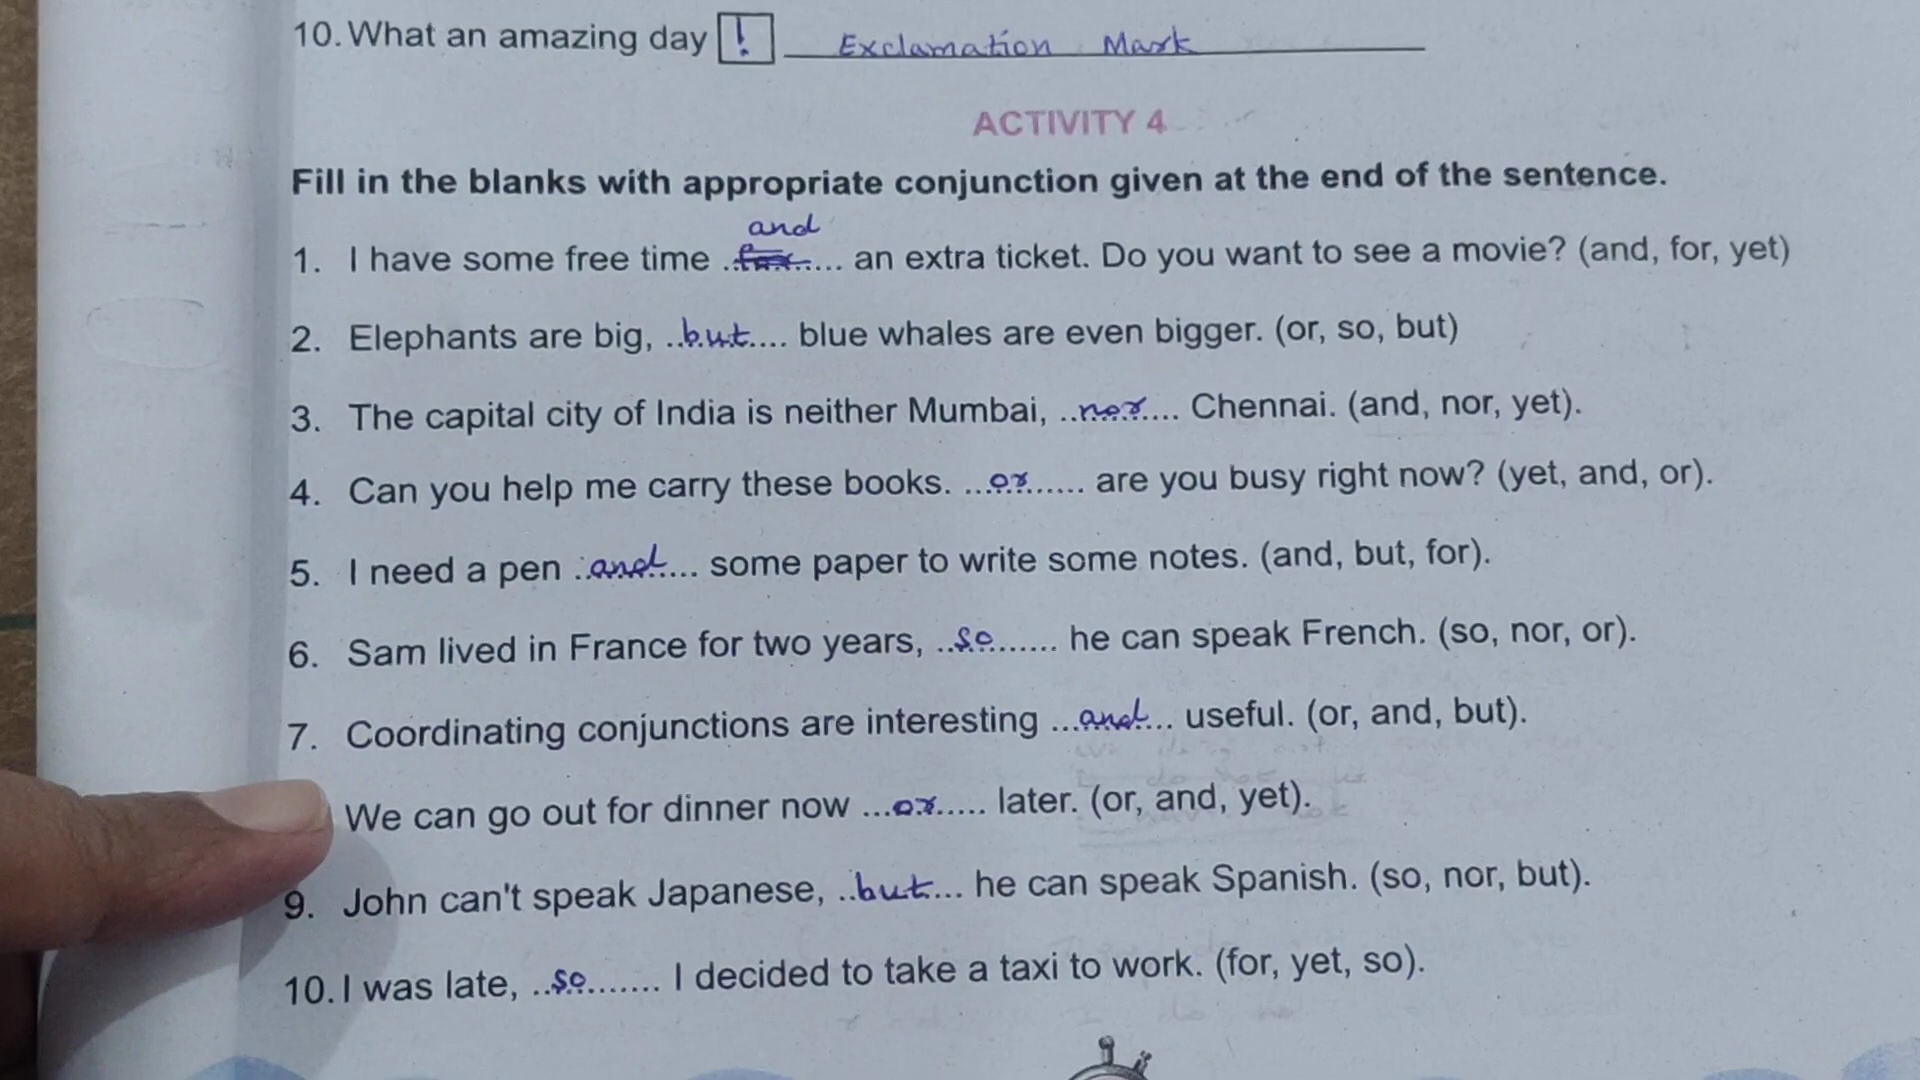 10. What an amazing day ! Exclamation Mark
ACTIVITY 4
Fill in the blanks with appropriate conjunction given at the end of the sentence.
and
1. I have some free time ..for..... an extra ticket. Do you want to see a movie? (and, for, yet)
2. Elephants are big, ..but.... blue whales are even bigger. (or, so, but)
3. The capital city of India is neither Mumbai, ..nor.... Chennai. (and, nor, yet).
4. Can you help me carry these books. ...or...... are you busy right now? (yet, and, or).
5. I need a pen ..and.... some paper to write some notes. (and, but, for).
6. Sam lived in France for two years, ..so....... he can speak French. (so, nor, or).
7. Coordinating conjunctions are interesting ...and... useful. (or, and, but).
We can go out for dinner now ...or..... later. (or, and, yet).
9. John can't speak Japanese, ..but... he can speak Spanish. (so, nor, but).
10. I was late, ..so....... I decided to take a taxi to work. (for, yet, so).